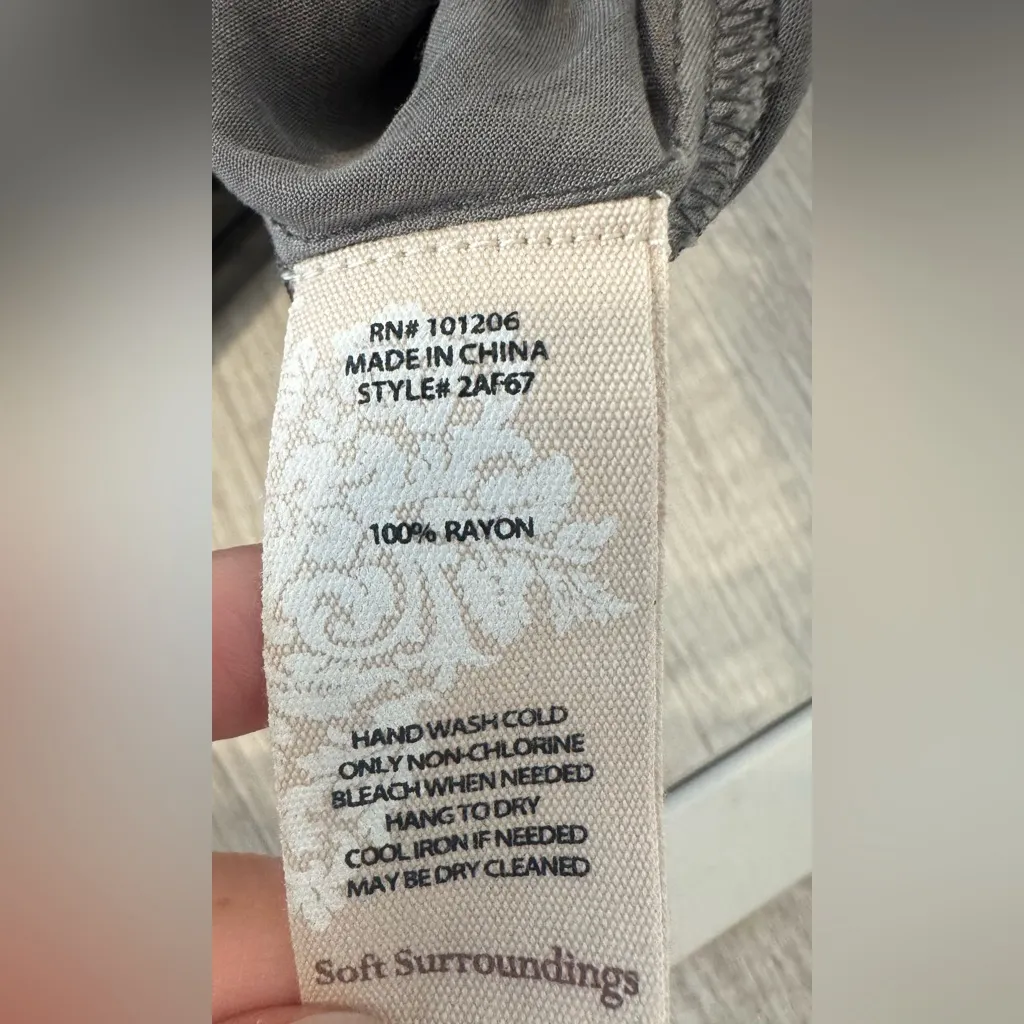 RN# 101206
MADE IN CHINA
STYLE# 2AF67
100% RAYON
HAND WASH COLD
ONLY NON-CHLORINE
BLEACH WHEN NEEDED
HANG TO DRY
COOL IRON IF NEEDED
MAY BE DRY CLEANED
Soft Surroundings